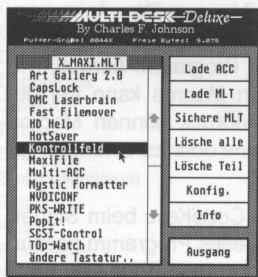 MULTI DESK Deluxe
By Charles F. Johnson
Puffer-Größe: 0044K Freie Bytes: 9.075
X_MAXI.MLT
Art Gallery 2.0
CapsLock
DMC Laserbrain
Fast Filemover
HD Help
HotSaver
Kontrollfeld
MaxiFile
Multi-ACC
Mystic Formatter
NVDICONF
PKS-WRITE
PopIt!
SCSI-Control
TOp-Watch
ändere Tastatur..
Lade ACC
Lade MLT
Sichere MLT
Lösche alle
Lösche Teil
Konfig.
Info
Ausgang